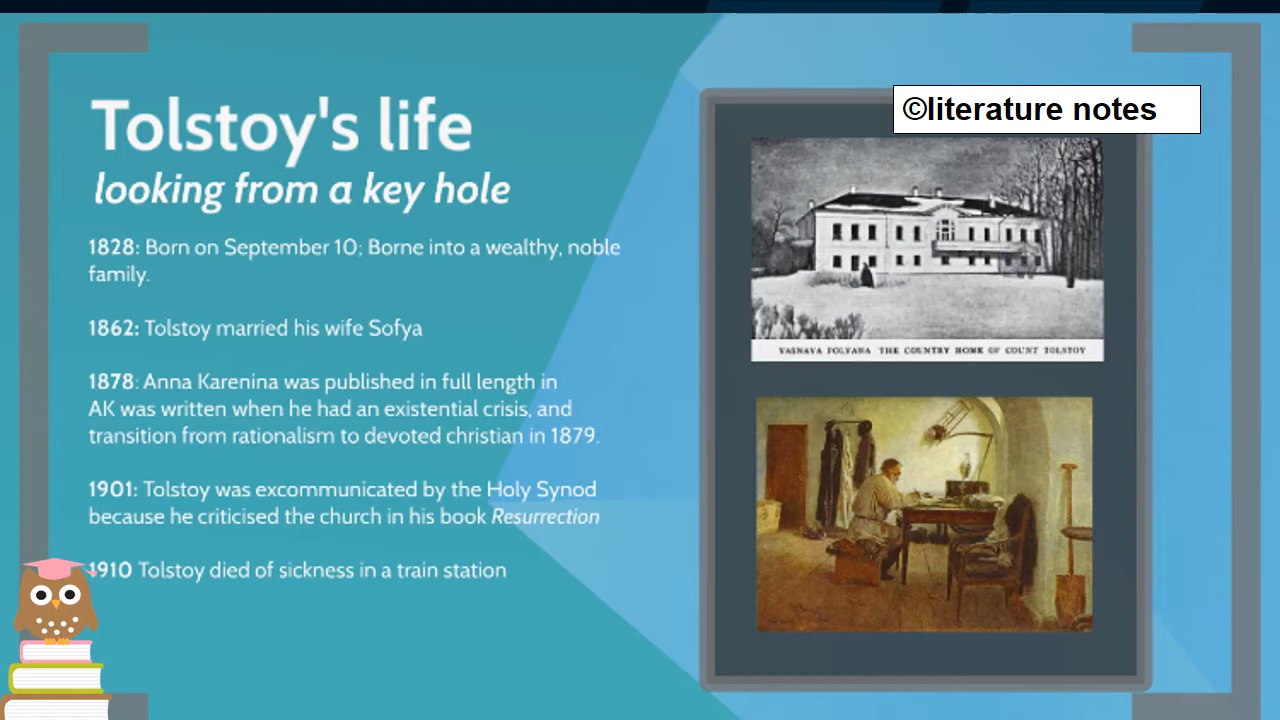 ©literature notes
Tolstoy's life
looking from a key hole
1828: Born on September 10; Borne into a wealthy, noble
family.
1862: Tolstoy married his wife Sofya
1878: Anna Karenina was published in full length in
AK was written when he had an existential crisis, and
transition from rationalism to devoted christian in 1879.
1901: Tolstoy was excommunicated by the Holy Synod
because he criticised the church in his book Resurrection
1910 Tolstoy died of sickness in a train station
YASNAYA POLYANA THE COUNTRY HOME OF COUNT TOLSTOY